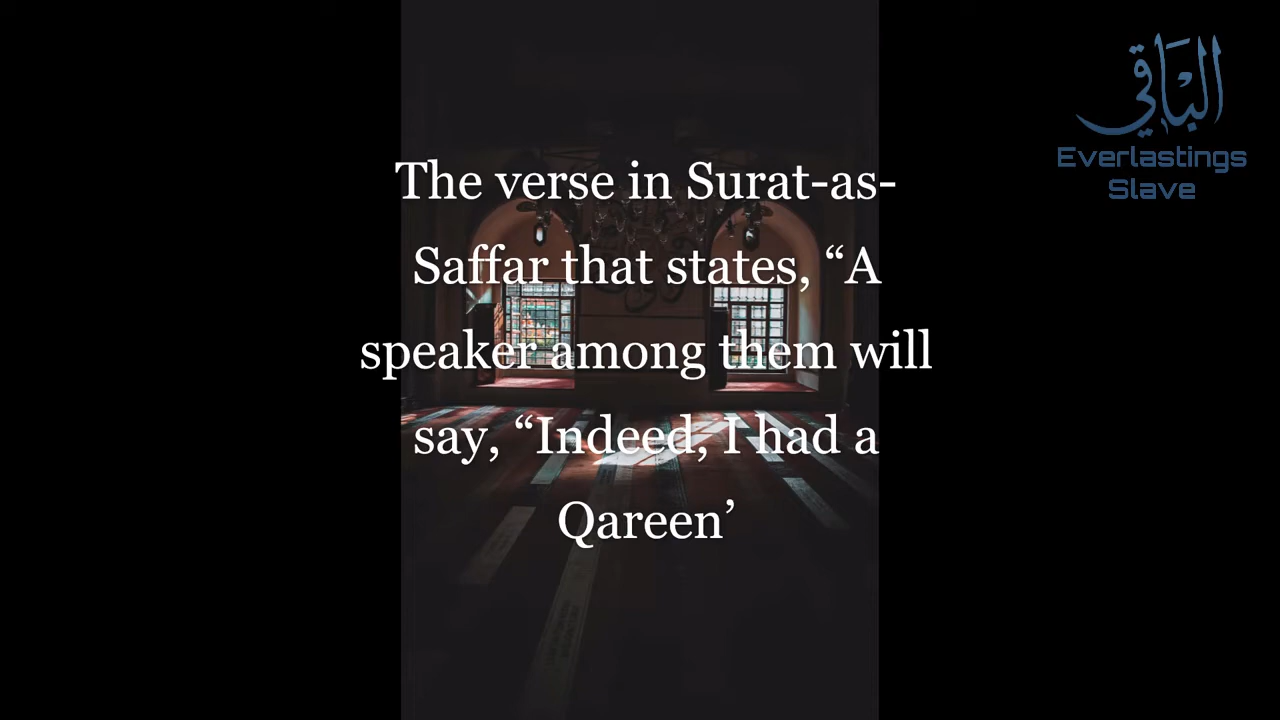 The verse in Surat-as-
Saffar that states, “A
speaker among them will
say, “Indeed, I had a
Qareen’
الباقي
Everlastings
Slave